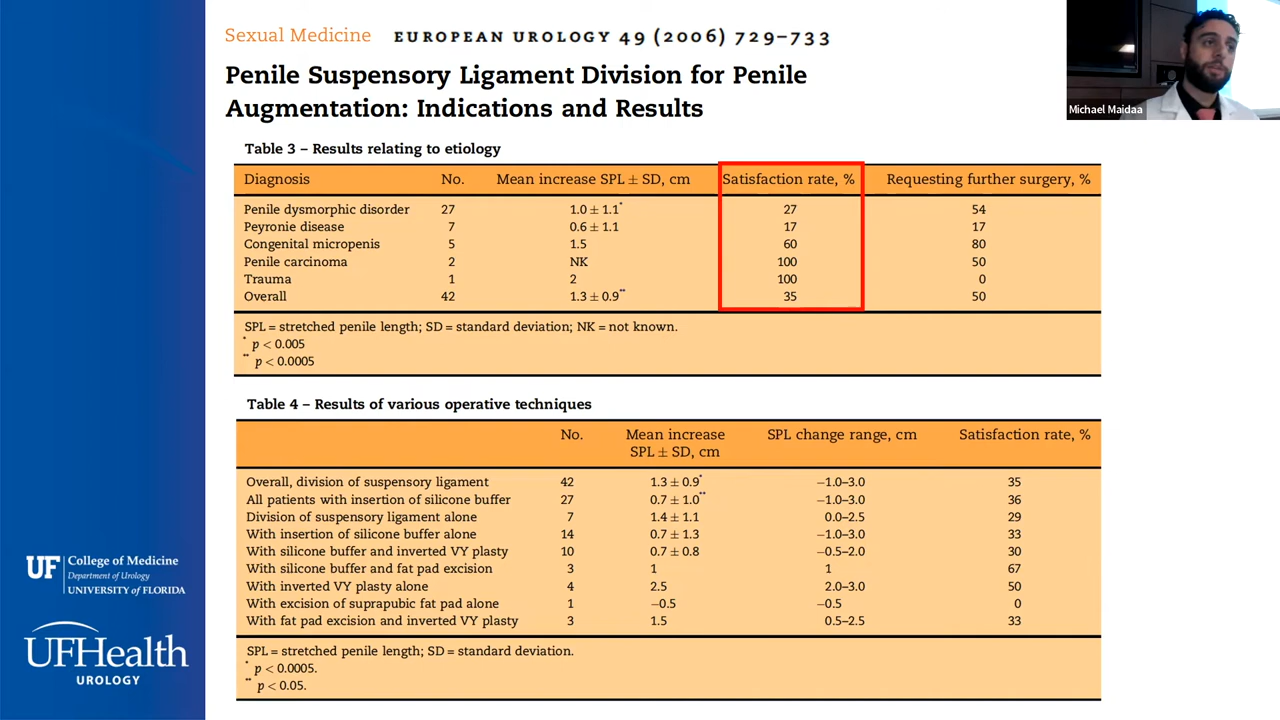 Sexual Medicine EUROPEAN UROLOGY 49 (2006) 729–733
Penile Suspensory Ligament Division for Penile
Augmentation: Indications and Results
Michael Maidaa
Table 3 – Results relating to etiology
Diagnosis No. Mean increase SPL ± SD, cm Satisfaction rate, % Requesting further surgery, %
Penile dysmorphic disorder 27 1.0 ± 1.1* 27 54
Peyronie disease 7 0.6 ± 1.1 17 17
Congenital micropenis 5 1.5 60 80
Penile carcinoma 2 NK 100 50
Trauma 1 2 100 0
Overall 42 1.3 ± 0.9** 35 50
SPL = stretched penile length; SD = standard deviation; NK = not known.
* p < 0.005
** p < 0.0005
Table 4 – Results of various operative techniques
No. Mean increase SPL change range, cm Satisfaction rate, %
SPL ± SD, cm
Overall, division of suspensory ligament 42 1.3 ± 0.9* −1.0–3.0 35
All patients with insertion of silicone buffer 27 0.7 ± 1.0** −1.0–3.0 36
Division of suspensory ligament alone 7 1.4 ± 1.1 0.0–2.5 29
With insertion of silicone buffer alone 14 0.7 ± 1.3 −1.0–3.0 33
With silicone buffer and inverted VY plasty 10 0.7 ± 0.8 −0.5–2.0 30
With silicone buffer and fat pad excision 3 1 1 67
With inverted VY plasty alone 4 2.5 2.0–3.0 50
With excision of suprapubic fat pad alone 1 −0.5 −0.5 0
With fat pad excision and inverted VY plasty 3 1.5 0.5–2.5 33
SPL = stretched penile length; SD = standard deviation.
* p < 0.0005.
** p < 0.05.
UF College of Medicine
Department of Urology
UNIVERSITY of FLORIDA
UFHealth
UROLOGY